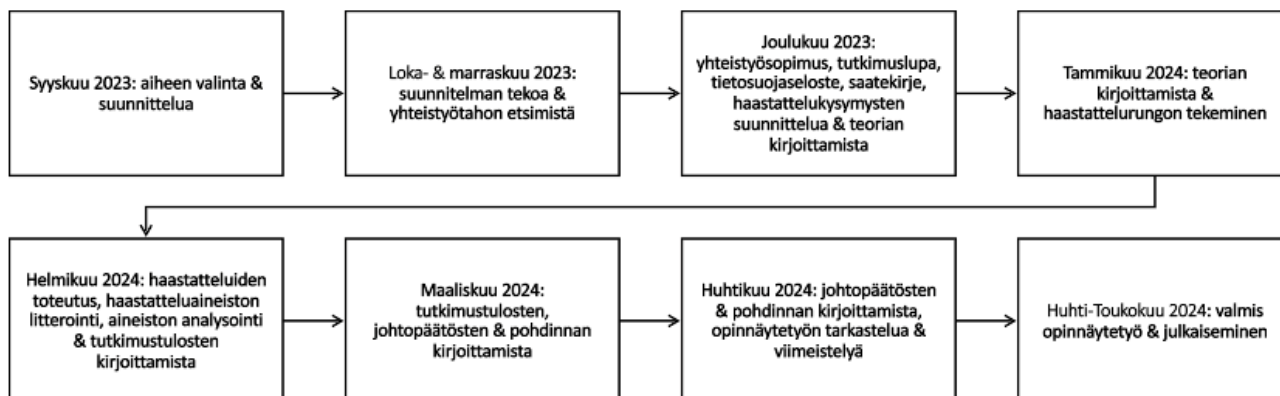 Syyskuu 2023: aiheen valinta &
suunnittelua
Loka- & marraskuu 2023:
suunnitelman tekoa &
yhteistyötahon etsimistä
Joulukuu 2023:
yhteistyösopimus, tutkimuslupa,
tietosuojaseloste, saatekirje,
haastattelukysymysten
suunnittelua & teorian
kirjoittamista
Tammikuu 2024: teorian
kirjoittamista &
haastattelurungon tekeminen
Helmikuu 2024: haastatteluiden
toteutus, haastatteluaineiston
litterointi, aineiston analysointi
& tutkimustulosten
kirjoittamista
Maaliskuu 2024:
tutkimustulosten,
johtopäätösten & pohdinnan
kirjoittamista
Huhtikuu 2024: johtopäätösten
& pohdinnan kirjoittamista,
opinnäytetyön tarkastelua &
viimeistelyä
Huhti-Toukokuu 2024: valmis
opinnäytetyö & julkaiseminen